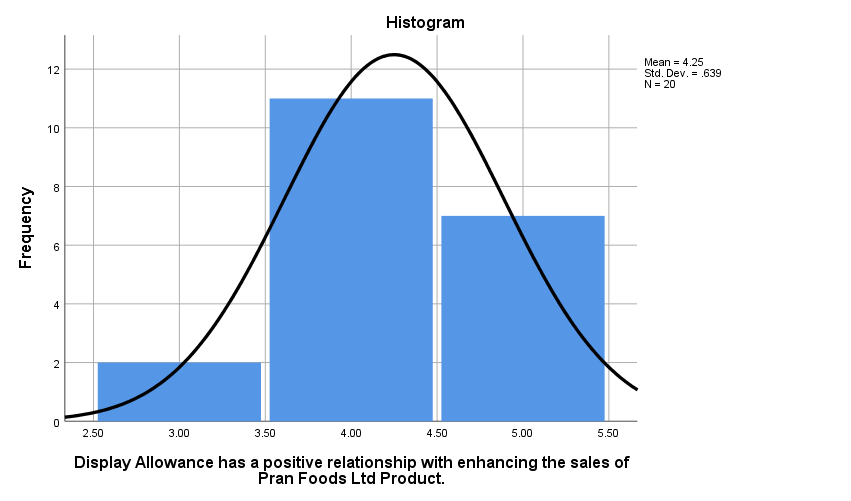 Histogram
Mean = 4.25
Std. Dev. = .639
N = 20
Frequency
12
10
8
6
4
2
0
2.50 3.00 3.50 4.00 4.50 5.00 5.50
Display Allowance has a positive relationship with enhancing the sales of
Pran Foods Ltd Product.